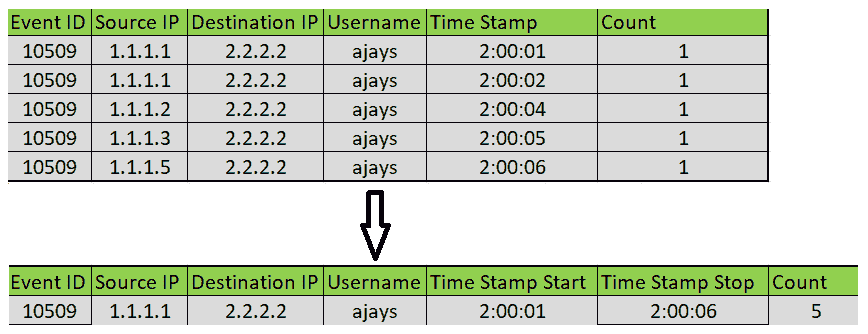 Event ID Source IP Destination IP Username Time Stamp Count
10509 1.1.1.1 2.2.2.2 ajays 2:00:01 1
10509 1.1.1.1 2.2.2.2 ajays 2:00:02 1
10509 1.1.1.2 2.2.2.2 ajays 2:00:04 1
10509 1.1.1.3 2.2.2.2 ajays 2:00:05 1
10509 1.1.1.5 2.2.2.2 ajays 2:00:06 1
Event ID Source IP Destination IP Username Time Stamp Start Time Stamp Stop Count
10509 1.1.1.1 2.2.2.2 ajays 2:00:01 2:00:06 5